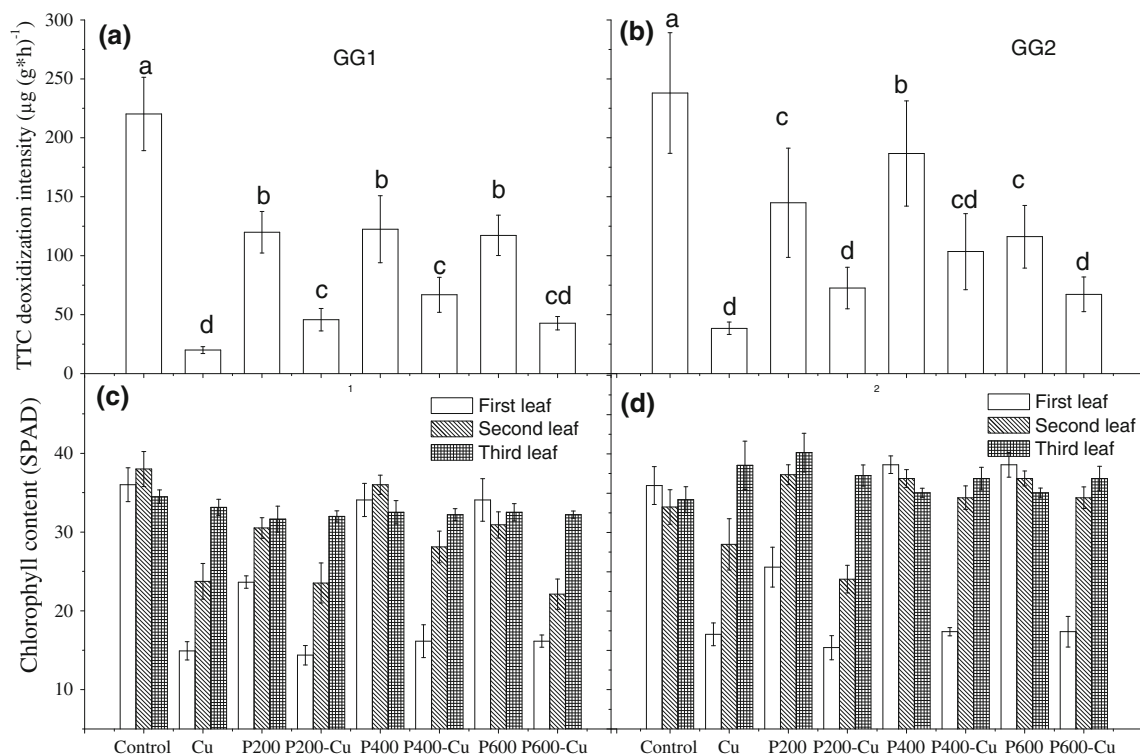 (a)
GG1
TTC deoxidization intensity (µg (g*h)⁻¹
300
250
200
150
100
50
0
a
d
b
c
b
c
b
cd
(b)
GG2
a
d
c
d
b
cd
c
d
(c)
1
First leaf
Second leaf
Third leaf
Chlorophyll content (SPAD)
40
30
20
10
Control Cu P200 P200-Cu P400 P400-Cu P600 P600-Cu
(d)
2
First leaf
Second leaf
Third leaf
Control Cu P200 P200-Cu P400 P400-Cu P600 P600-Cu